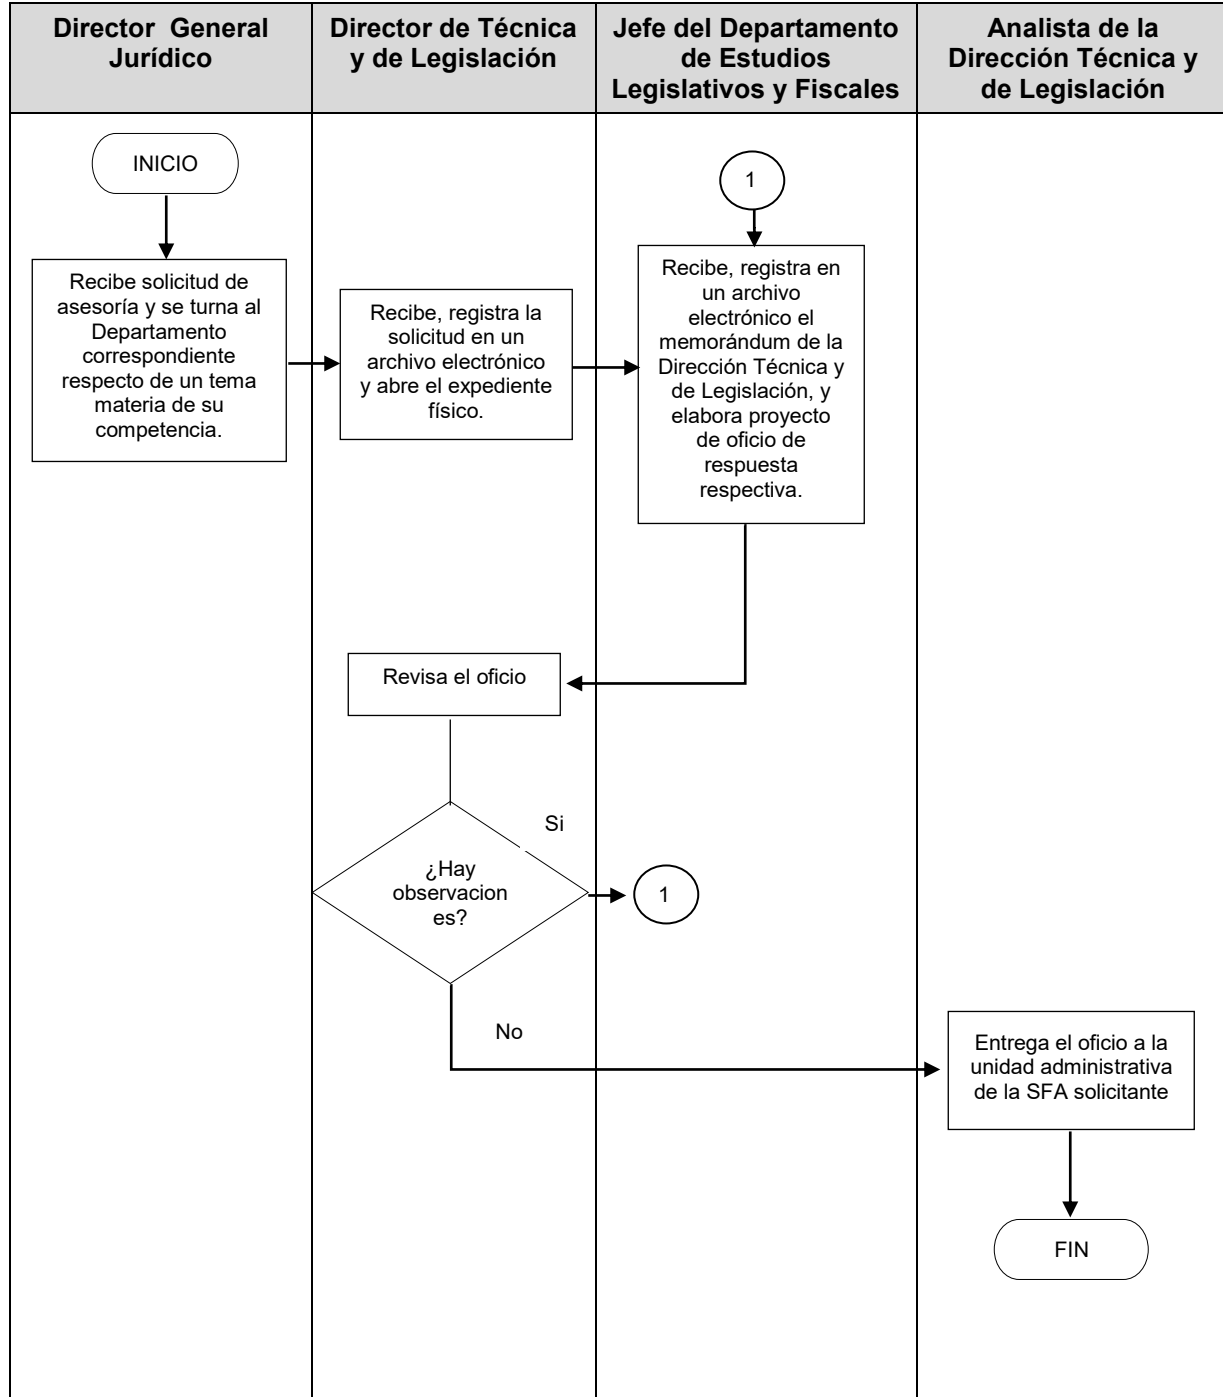 Director General
Jurídico
Director de Técnica
y de Legislación
Jefe del Departamento
de Estudios
Legislativos y Fiscales
Analista de la
Dirección Técnica y
de Legislación
INICIO
Recibe solicitud de
asesoría y se turna al
Departamento
correspondiente
respecto de un tema
materia de su
competencia.
Recibe, registra la
solicitud en un
archivo electrónico
y abre el expediente
físico.
1
Recibe, registra en
un archivo
electrónico el
memorándum de la
Dirección Técnica y
de Legislación, y
elabora proyecto
de oficio de
respuesta
respectiva.
Revisa el oficio
¿Hay
observacion
es?
Si
1
No
Entrega el oficio a la
unidad administrativa
de la SFA solicitante
FIN